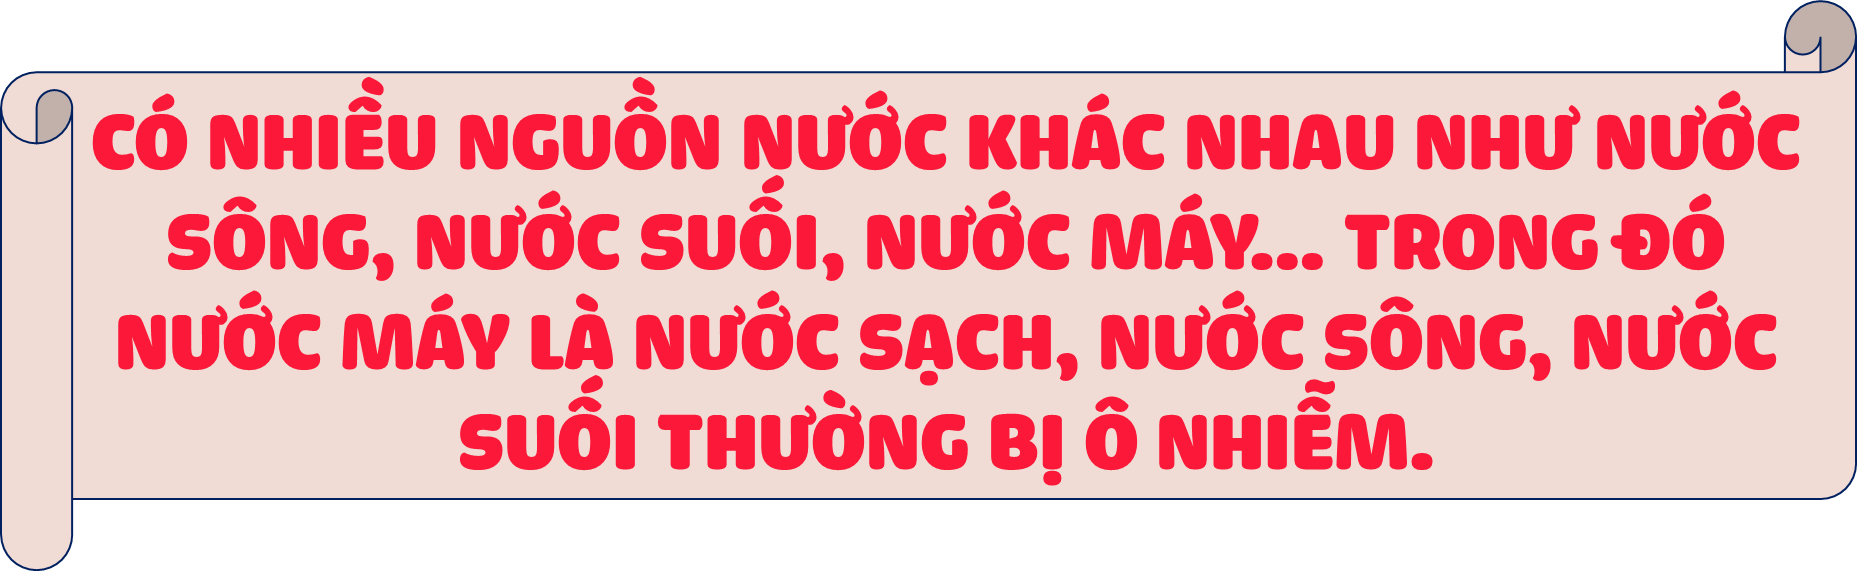 CÓ NHIỀU NGUỒN NƯỚC KHÁC NHAU NHƯ NƯỚC
SÔNG, NƯỚC SUỐI, NƯỚC MÁY... TRONG ĐÓ
NƯỚC MÁY LÀ NƯỚC SẠCH, NƯỚC SÔNG, NƯỚC
SUỐI THƯỜNG BỊ Ô NHIỄM.